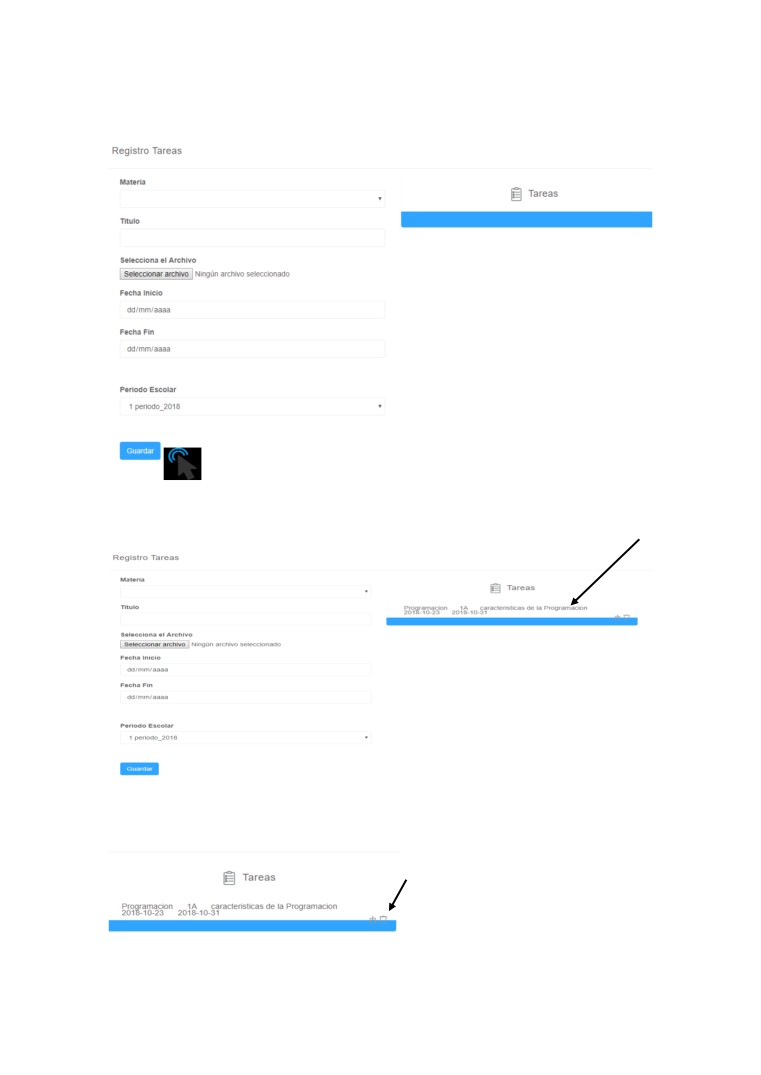 Registro Tareas
Materia
Tareas
Titulo
Selecciona el Archivo
Seleccionar archivo Ningún archivo seleccionado
Fecha Inicio
dd/mm/aaaa
Fecha Fin
dd/mm/aaaa
Periodo Escolar
1 periodo_2018
Guardar
Registro Tareas
Materia
Tareas
Programacion 1A caracteristicas de la Programacion
2018-10-23 2018-10-31
Titulo
Selecciona el Archivo
Seleccionar archivo Ningún archivo seleccionado
Fecha Inicio
dd/mm/aaaa
Fecha Fin
dd/mm/aaaa
Periodo Escolar
1 periodo_2018
Guardar
Tareas
Programacion 1A caracteristicas de la Programacion
2018-10-23 2018-10-31